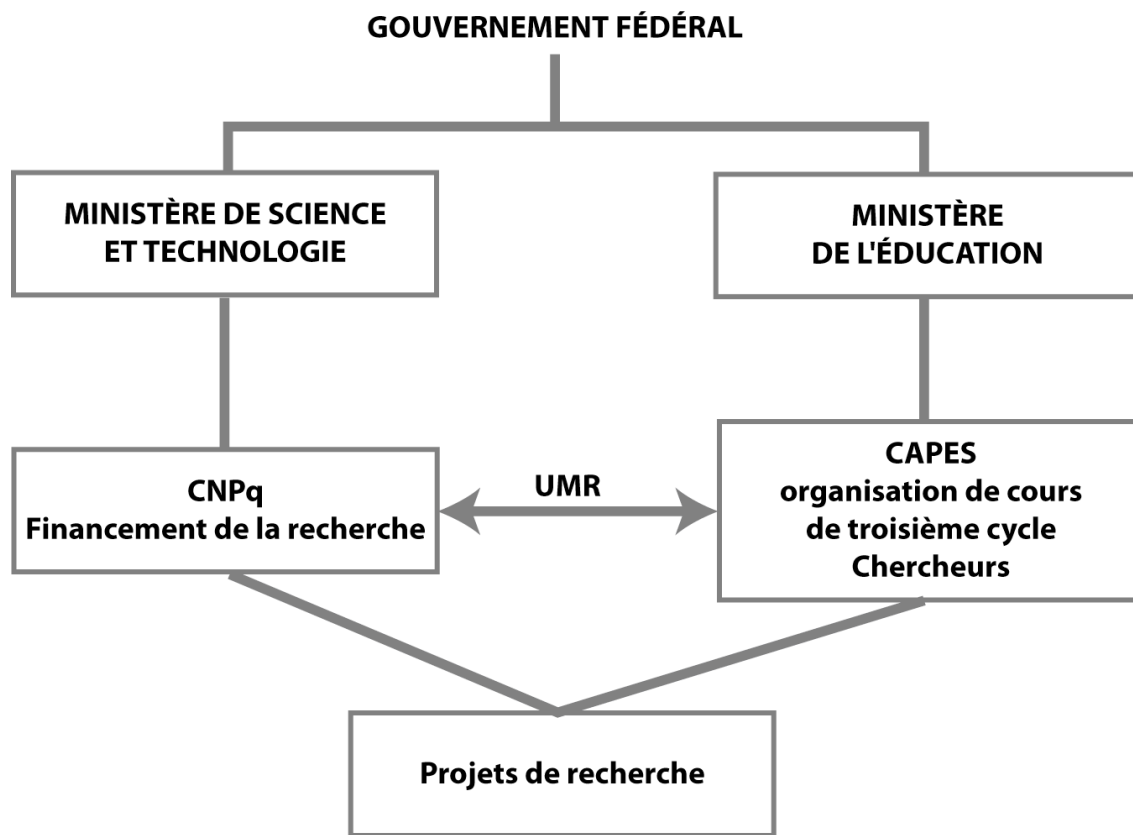 GOUVERNEMENT FÉDÉRAL
MINISTÈRE DE SCIENCE
ET TECHNOLOGIE
MINISTÈRE
DE L'ÉDUCATION
CNPq
Financement de la recherche
UMR
CAPES
organisation de cours
de troisième cycle
Chercheurs
Projets de recherche